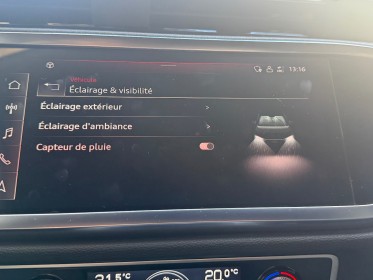 13:16
Véhicule
Éclairage & visibilité
Éclairage extérieur >
Éclairage d'ambiance >
Capteur de pluie
21.5°C
20.0°C